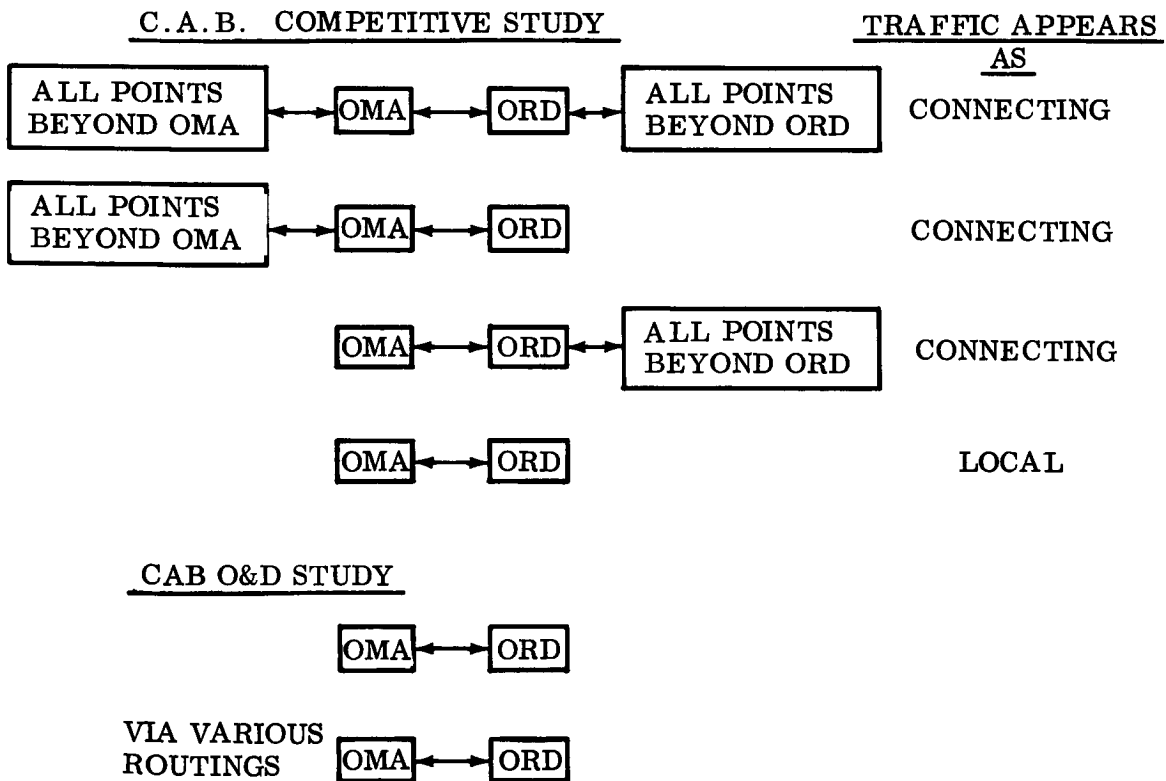 C.A.B. COMPETITIVE STUDY
TRAFFIC APPEARS
AS
ALL POINTS
BEYOND OMA
OMA
ORD
ALL POINTS
BEYOND ORD
CONNECTING
ALL POINTS
BEYOND OMA
OMA
ORD
CONNECTING
OMA
ORD
ALL POINTS
BEYOND ORD
CONNECTING
OMA
ORD
LOCAL
CAB O&D STUDY
OMA
ORD
VIA VARIOUS
ROUTINGS
OMA
ORD